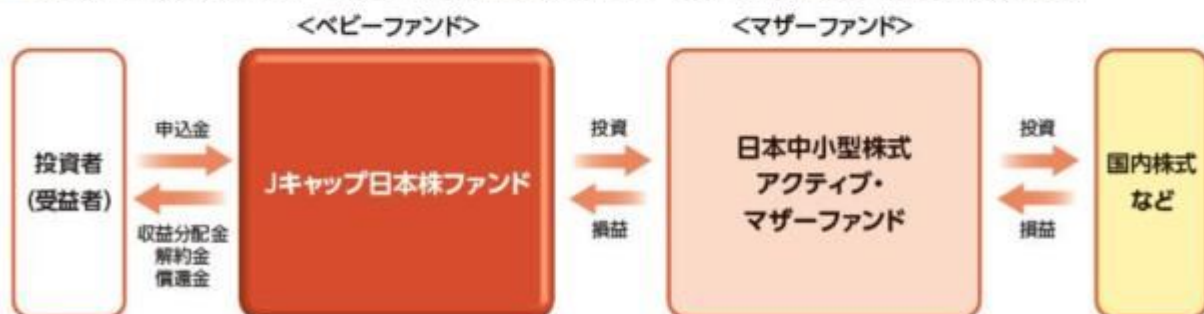 <ベビーファンド>
<マザーファンド>
投資者
(受益者)
申込金
収益分配金
解約金
償還金
Jキャップ日本株ファンド
投資
損益
日本中小型株式
アクティブ・
マザーファンド
投資
損益
国内株式
など